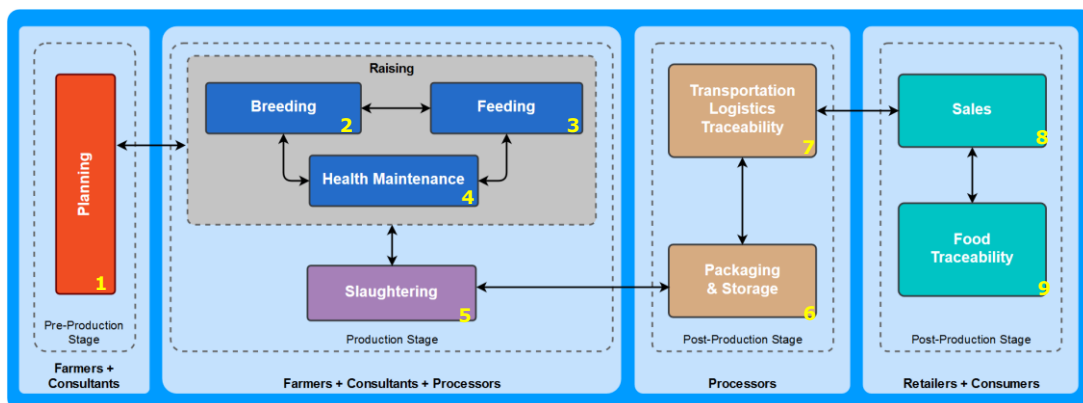 Planning
1
Pre-Production
Stage
Farmers +
Consultants
Raising
Breeding
2
Feeding
3
Health Maintenance
4
Slaughtering
5
Production Stage
Farmers + Consultants + Processors
Transportation
Logistics
Traceability
7
Packaging
& Storage
6
Post-Production Stage
Processors
Sales
8
Food
Traceability
9
Post-Production Stage
Retailers + Consumers